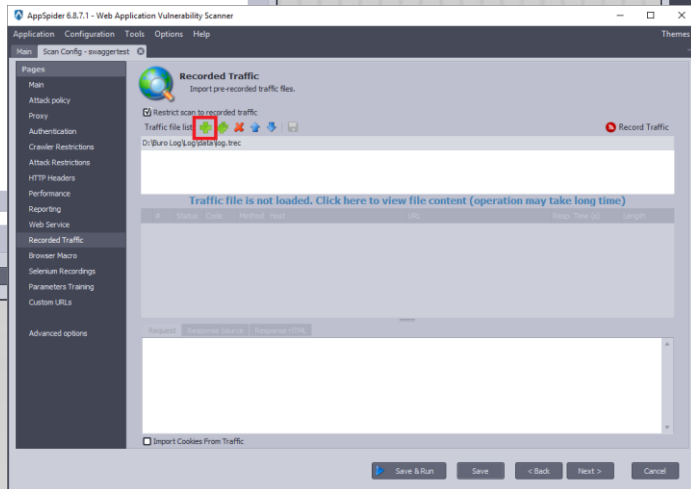 AppSpider 6.8.7.1 - Web Application Vulnerability Scanner
Application Configuration Tools Options Help Themes
Main Scan Config - swaggertest
Pages
Main
Attack policy
Proxy
Authentication
Crawler Restrictions
Attack Restrictions
HTTP Headers
Performance
Reporting
Web Service
Recorded Traffic
Browser Macro
Selenium Recordings
Parameters Training
Custom URLs
Advanced options
Recorded Traffic
Import pre-recorded traffic files.
Restrict scan to recorded traffic
Traffic file list Record Traffic
D:\Buro Log\Log\data\log.trec
Traffic file is not loaded. Click here to view file content (operation may take long time)
# Status Code Method Host URL Resp. Time (s) Length
Request Response Source Response HTML
Import Cookies From Traffic
Save & Run Save < Back Next > Cancel